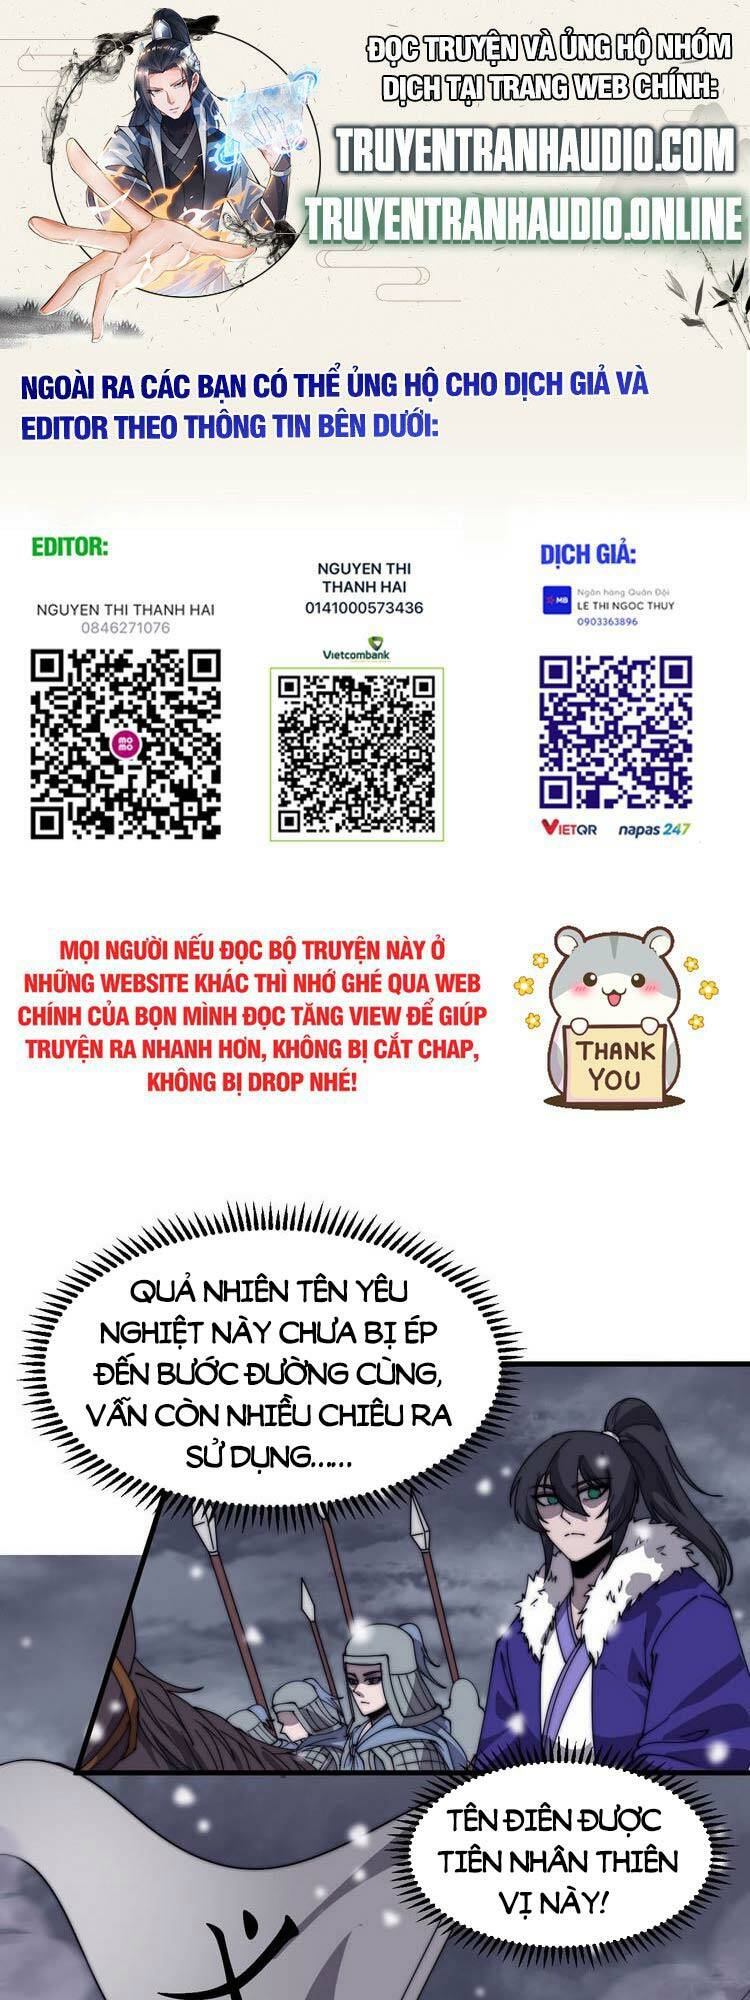 ĐỌC TRUYỆN VÀ ỦNG HỘ NHÓM
DỊCH TẠI TRANG WEB CHÍNH:
TRUYENTRANHAUDIO.COM
TRUYENTRANHAUDIO.ONLINE
NGOÀI RA CÁC BẠN CÓ THỂ ỦNG HỘ CHO DỊCH GIẢ VÀ
EDITOR THEO THÔNG TIN BÊN DƯỚI:
EDITOR:
NGUYEN THI THANH HAI
0846271076
mo
mo
NGUYEN THI
THANH HAI
0141000573436
Vietcombank
DỊCH GIẢ:
MB
Ngân hàng Quân Đội
LE THI NGOC THUY
0903363896
VIETQR napas 247
MỌI NGƯỜI NẾU ĐỌC BỘ TRUYỆN NÀY Ở
NHỮNG WEBSITE KHÁC THÌ NHỚ GHÉ QUA WEB
CHÍNH CỦA BỌN MÌNH ĐỌC TĂNG VIEW ĐỂ GIÚP
TRUYỆN RA NHANH HƠN, KHÔNG BỊ CẮT CHAP,
KHÔNG BỊ DROP NHÉ!
THANK
YOU
QUẢ NHIÊN TÊN YÊU
NGHIỆT NÀY CHƯA BỊ ÉP
ĐẾN BƯỚC ĐƯỜNG CÙNG,
VẪN CÒN NHIỀU CHIÊU RA
SỬ DỤNG......
TÊN ĐIÊN ĐƯỢC
TIÊN NHÂN THIÊN
VỊ NÀY!